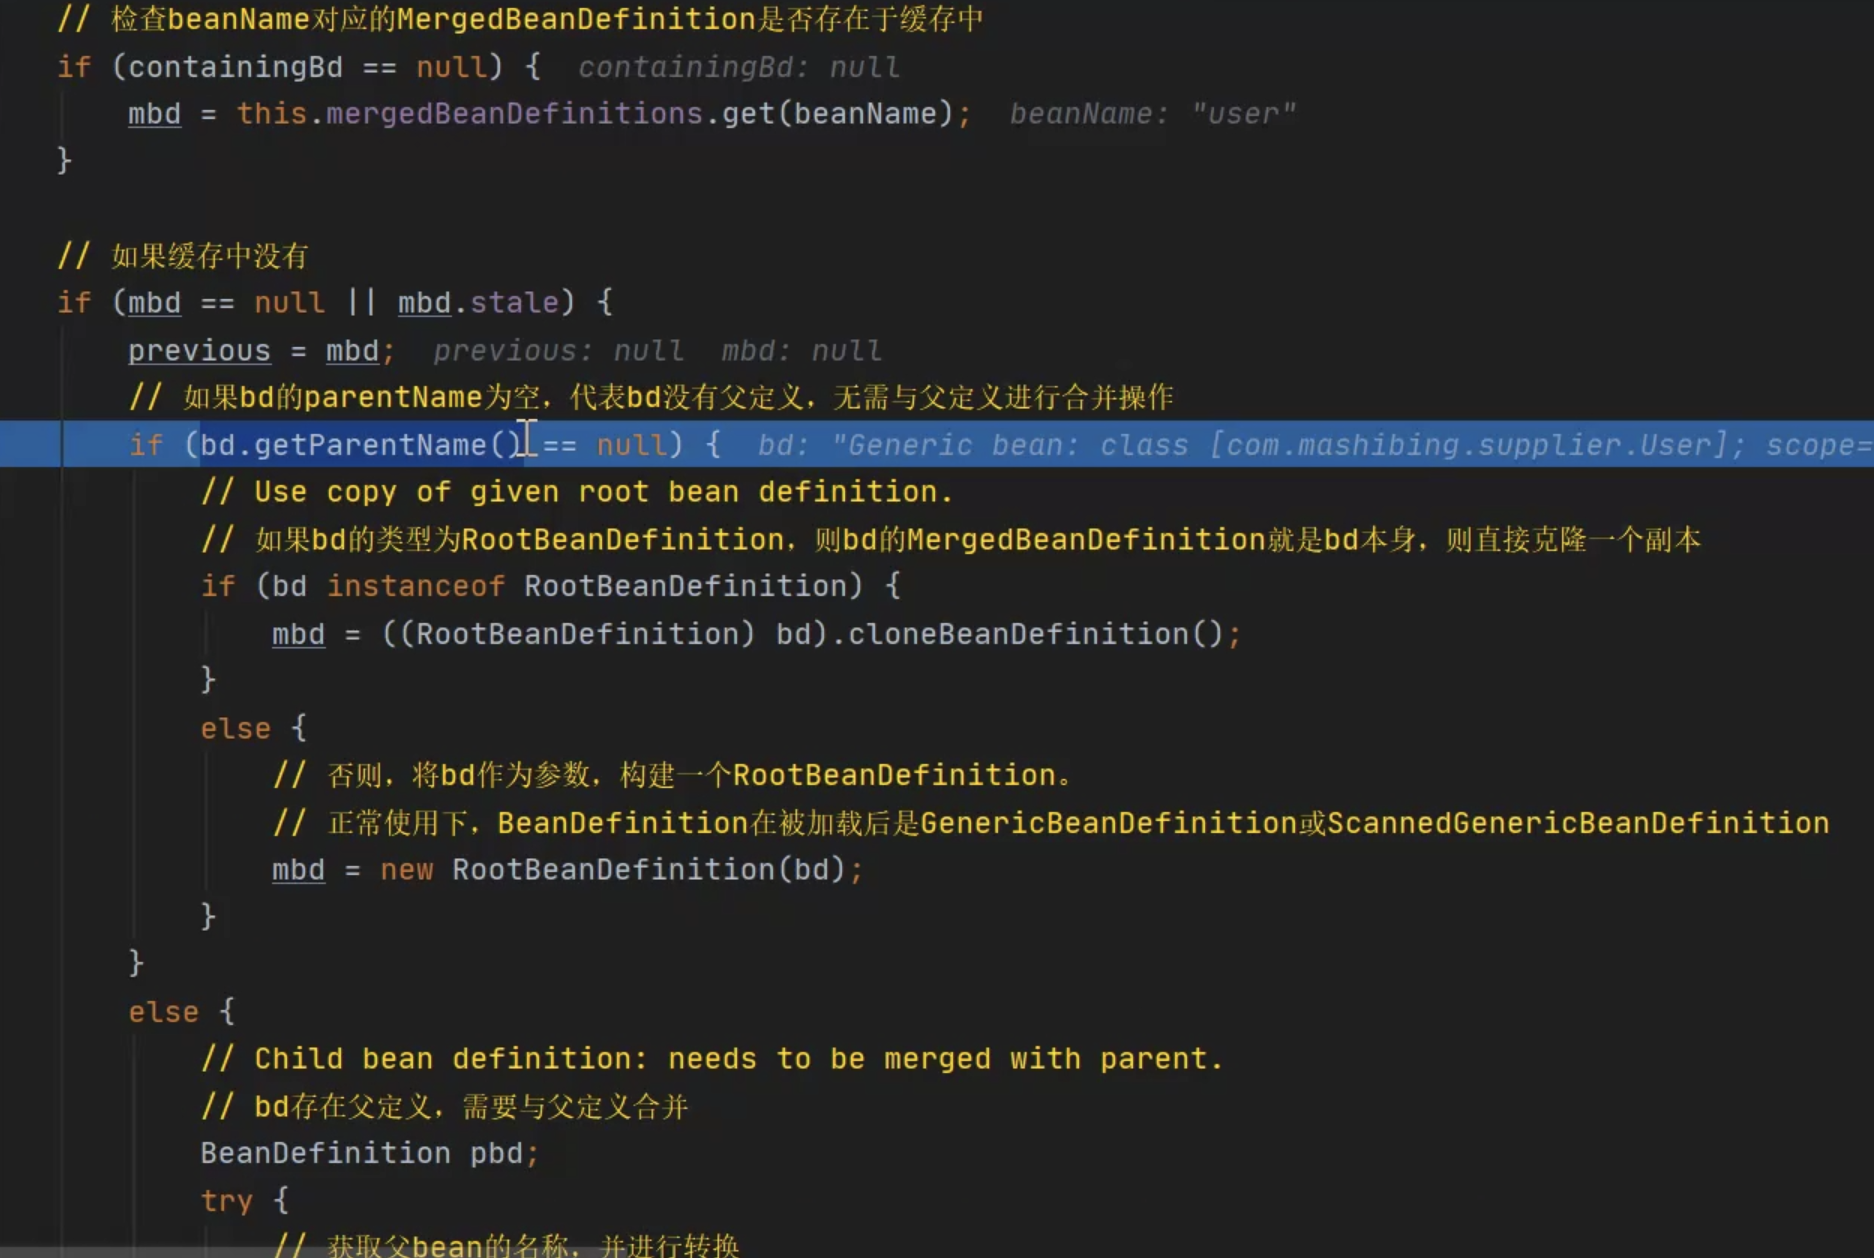 // 检查beanName对应的MergedBeanDefinition是否存在于缓存中
if (containingBd == null) {  containingBd: null
mbd = this.mergedBeanDefinitions.get(beanName);  beanName: "user"
}
// 如果缓存中没有
if (mbd == null || mbd.stale) {
previous = mbd;  previous: null  mbd: null
// 如果bd的parentName为空，代表bd没有父定义，无需与父定义进行合并操作
if (bd.getParentName() == null) {  bd: "Generic bean: class [com.mashibing.supplier.User]; scope=
// Use copy of given root bean definition.
// 如果bd的类型为RootBeanDefinition，则bd的MergedBeanDefinition就是bd本身，则直接克隆一个副本
if (bd instanceof RootBeanDefinition) {
mbd = ((RootBeanDefinition) bd).cloneBeanDefinition();
}
else {
// 否则，将bd作为参数，构建一个RootBeanDefinition。
// 正常使用下，BeanDefinition在被加载后是GenericBeanDefinition或ScannedGenericBeanDefinition
mbd = new RootBeanDefinition(bd);
}
}
else {
// Child bean definition: needs to be merged with parent.
// bd存在父定义，需要与父定义合并
BeanDefinition pbd;
try {
// 获取父bean的名称，并进行转换